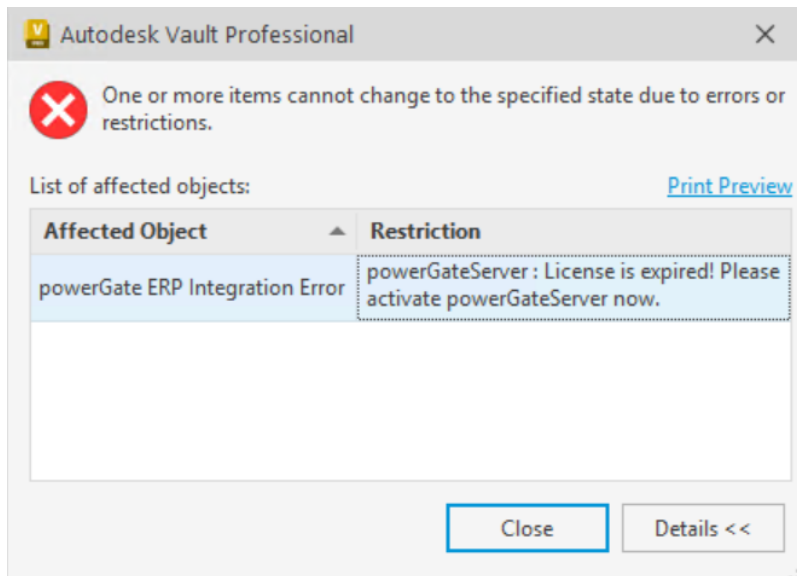 Autodesk Vault Professional
One or more items cannot change to the specified state due to errors or
restrictions.
List of affected objects:
Print Preview
Affected Object
Restriction
powerGate ERP Integration Error
powerGateServer : License is expired! Please
activate powerGateServer now.
Close
Details <<